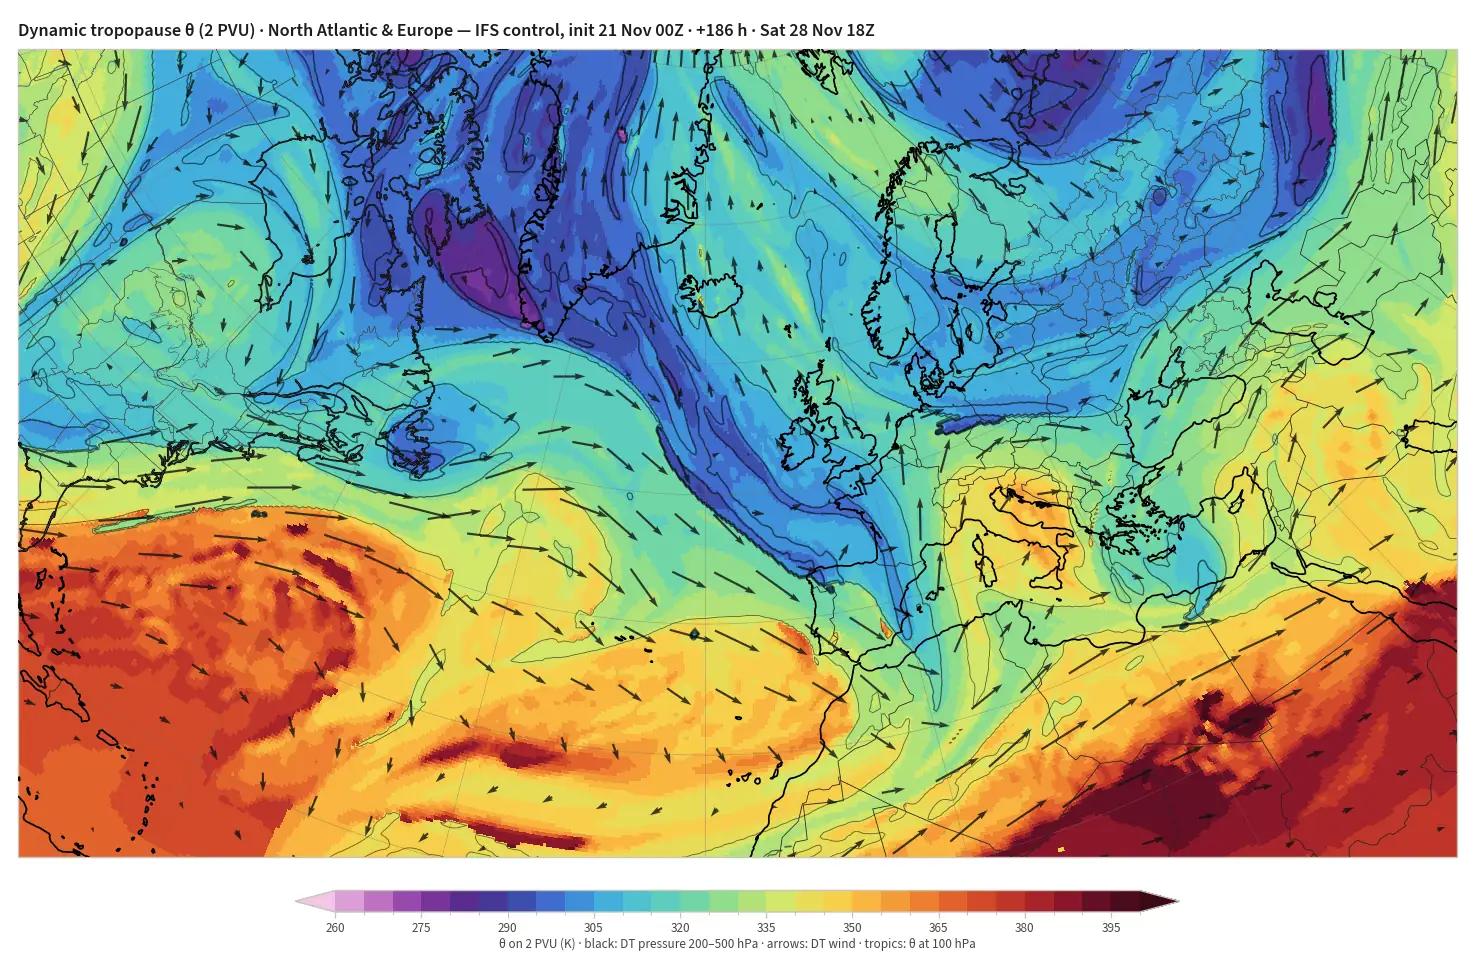 Dynamic tropopause θ (2 PVU) · North Atlantic & Europe — IFS control, init 21 Nov 00Z · +186 h · Sat 28 Nov 18Z
260 275 290 305 320 335 350 365 380 395
θ on 2 PVU (K) · black: DT pressure 200–500 hPa · arrows: DT wind · tropics: θ at 100 hPa